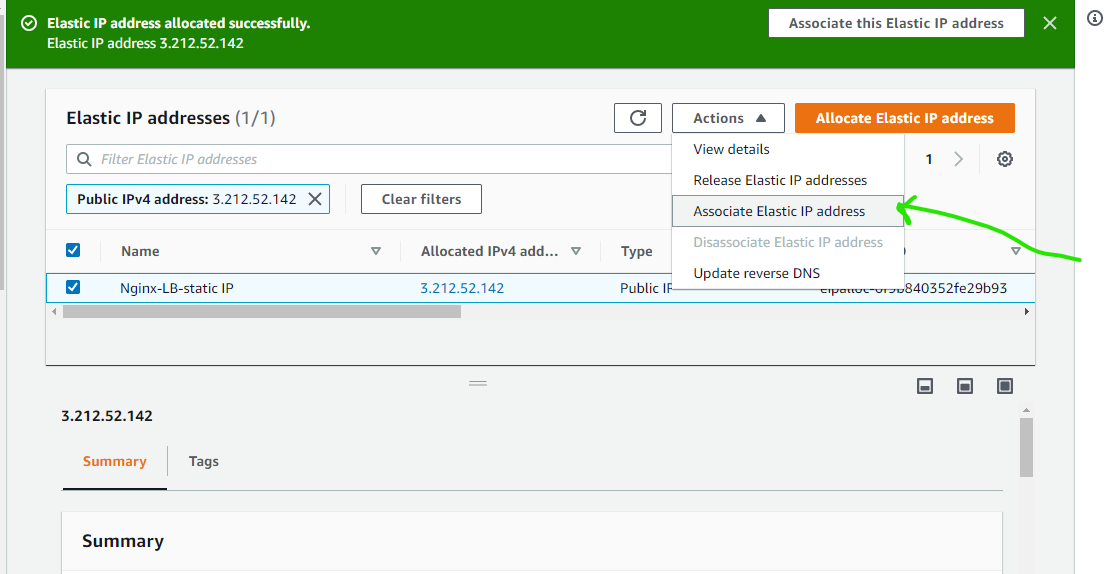 Elastic IP address allocated successfully.
Elastic IP address 3.212.52.142
Associate this Elastic IP address
Elastic IP addresses (1/1)
Actions
Allocate Elastic IP address
Filter Elastic IP addresses
1
View details
Release Elastic IP addresses
Associate Elastic IP address
Disassociate Elastic IP address
Update reverse DNS
Public IPv4 address: 3.212.52.142
Clear filters
Name Allocated IPv4 add... Type
Nginx-LB-static IP 3.212.52.142 Public IP
3.212.52.142
Summary Tags
Summary